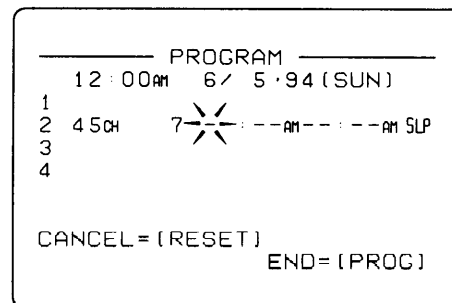 PROGRAM
12:00AM 6/ 5·94(SUN)
1
2 45CH 7--:--AM--:--AM SLP
3
4
CANCEL=(RESET)
END=(PROG)